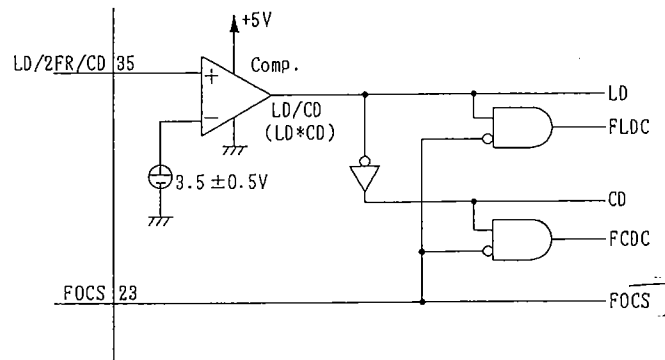 +5V
LD/2FR/CD 35
Comp.
+
−
LD/CD
(LD*CD)
LD
FLDC
3.5±0.5V
CD
FCDC
FOCS 23
FOCS